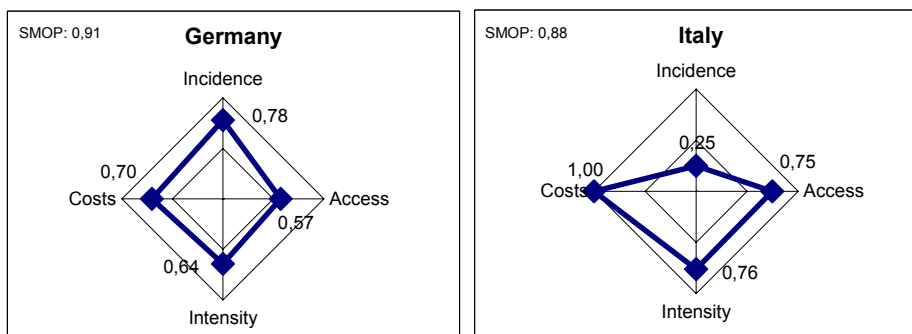 SMOP: 0,91
Germany
Incidence
0,78
0,70
Costs
Access
0,57
0,64
Intensity
SMOP: 0,88
Italy
Incidence
0,25
1,00
0,75
Costs
Access
0,76
Intensity